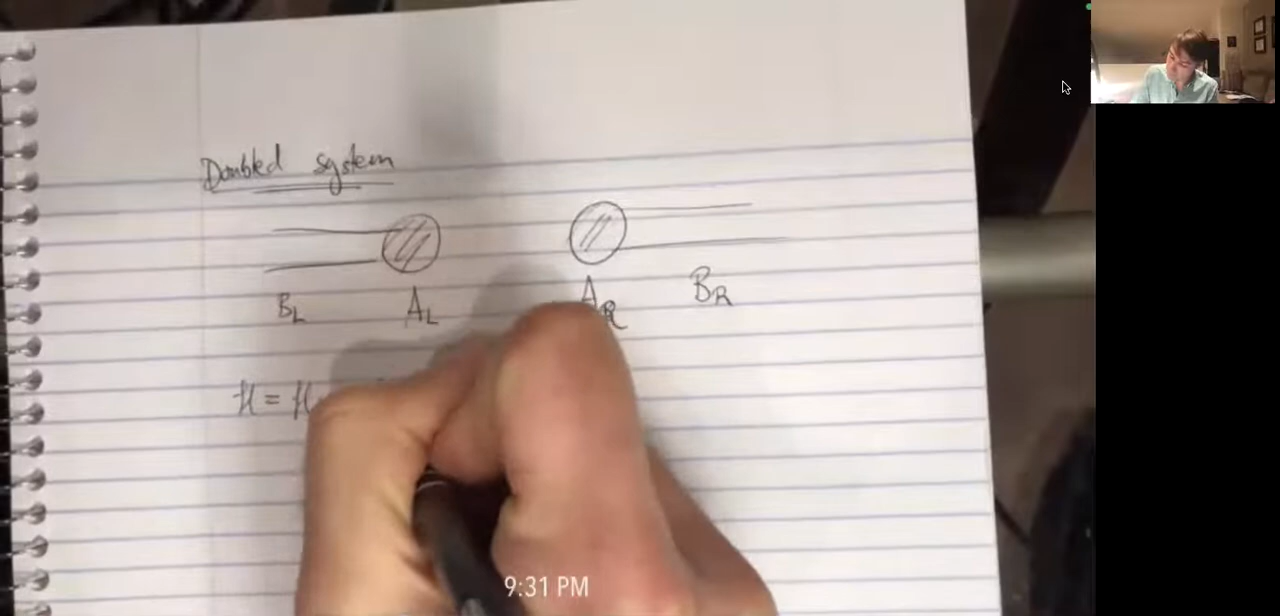 Doubled system
B_L A_L A_R B_R
H = H
9:31 PM